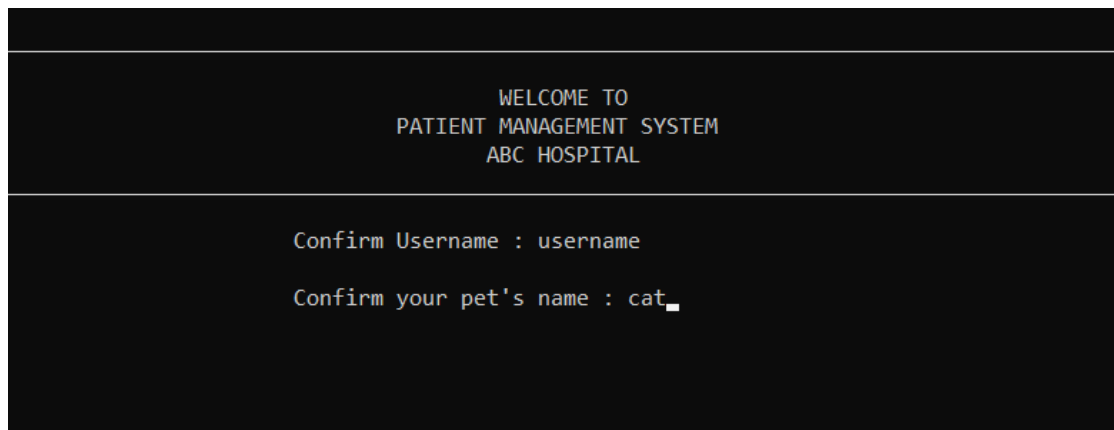 WELCOME TO
PATIENT MANAGEMENT SYSTEM
ABC HOSPITAL
Confirm Username : username
Confirm your pet's name : cat